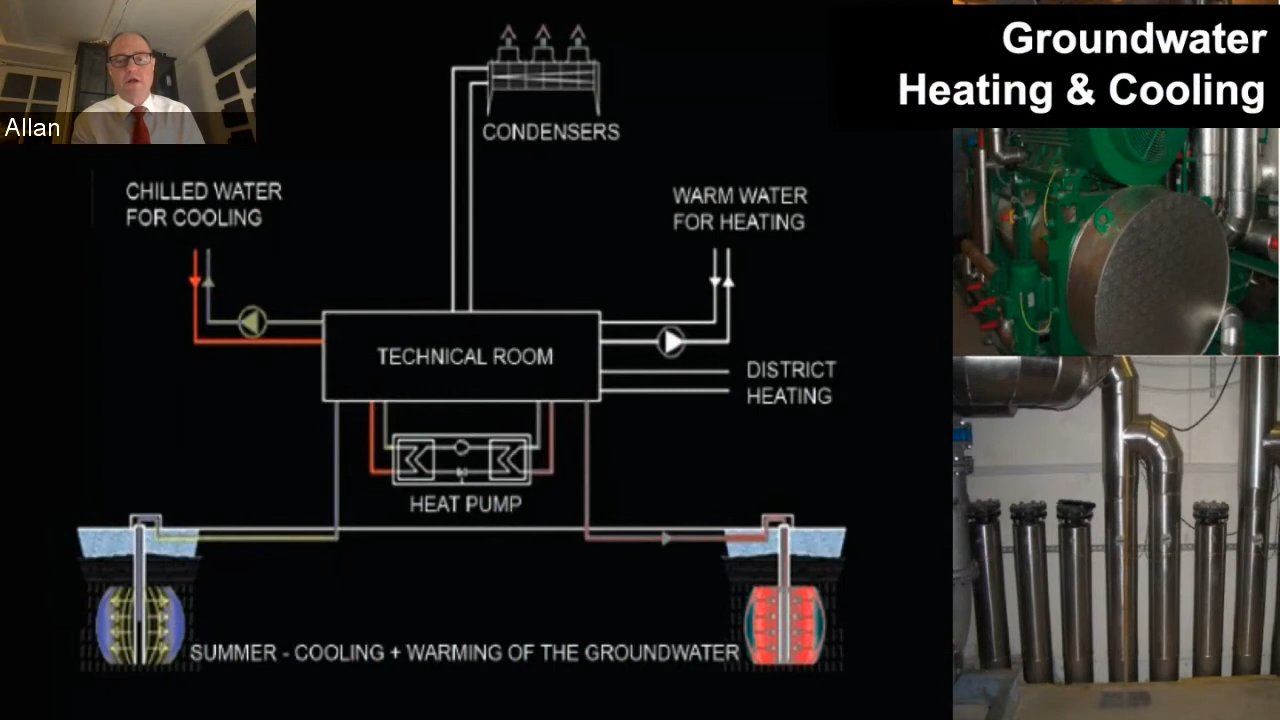 Groundwater
Heating & Cooling
Allan
CONDENSERS
CHILLED WATER
FOR COOLING
WARM WATER
FOR HEATING
TECHNICAL ROOM
DISTRICT
HEATING
HEAT PUMP
SUMMER - COOLING + WARMING OF THE GROUNDWATER